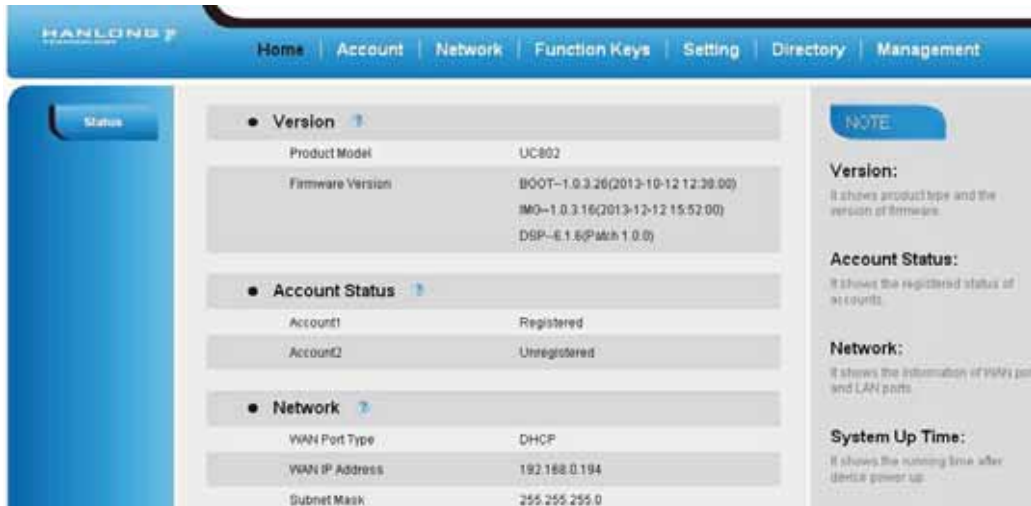 HANLONG
TECHNOLOGY
Home | Account | Network | Function Keys | Setting | Directory | Management
Status
Version ?
Product Model UC802
Firmware Version BOOT--1.0.3.26(2013-10-12 12:38:00)
IMG--1.0.3.16(2013-12-12 15:52:00)
DSP--6.1.6(Patch 1.0.0)
Account Status ?
Account1 Registered
Account2 Unregistered
Network ?
WAN Port Type DHCP
WAN IP Address 192.168.0.194
Subnet Mask 255.255.255.0
NOTE
Version:
It shows product type and the
version of firmware.
Account Status:
It shows the registered status of
accounts.
Network:
It shows the information of WAN port
and LAN ports.
System Up Time:
It shows the running time after
device power up.